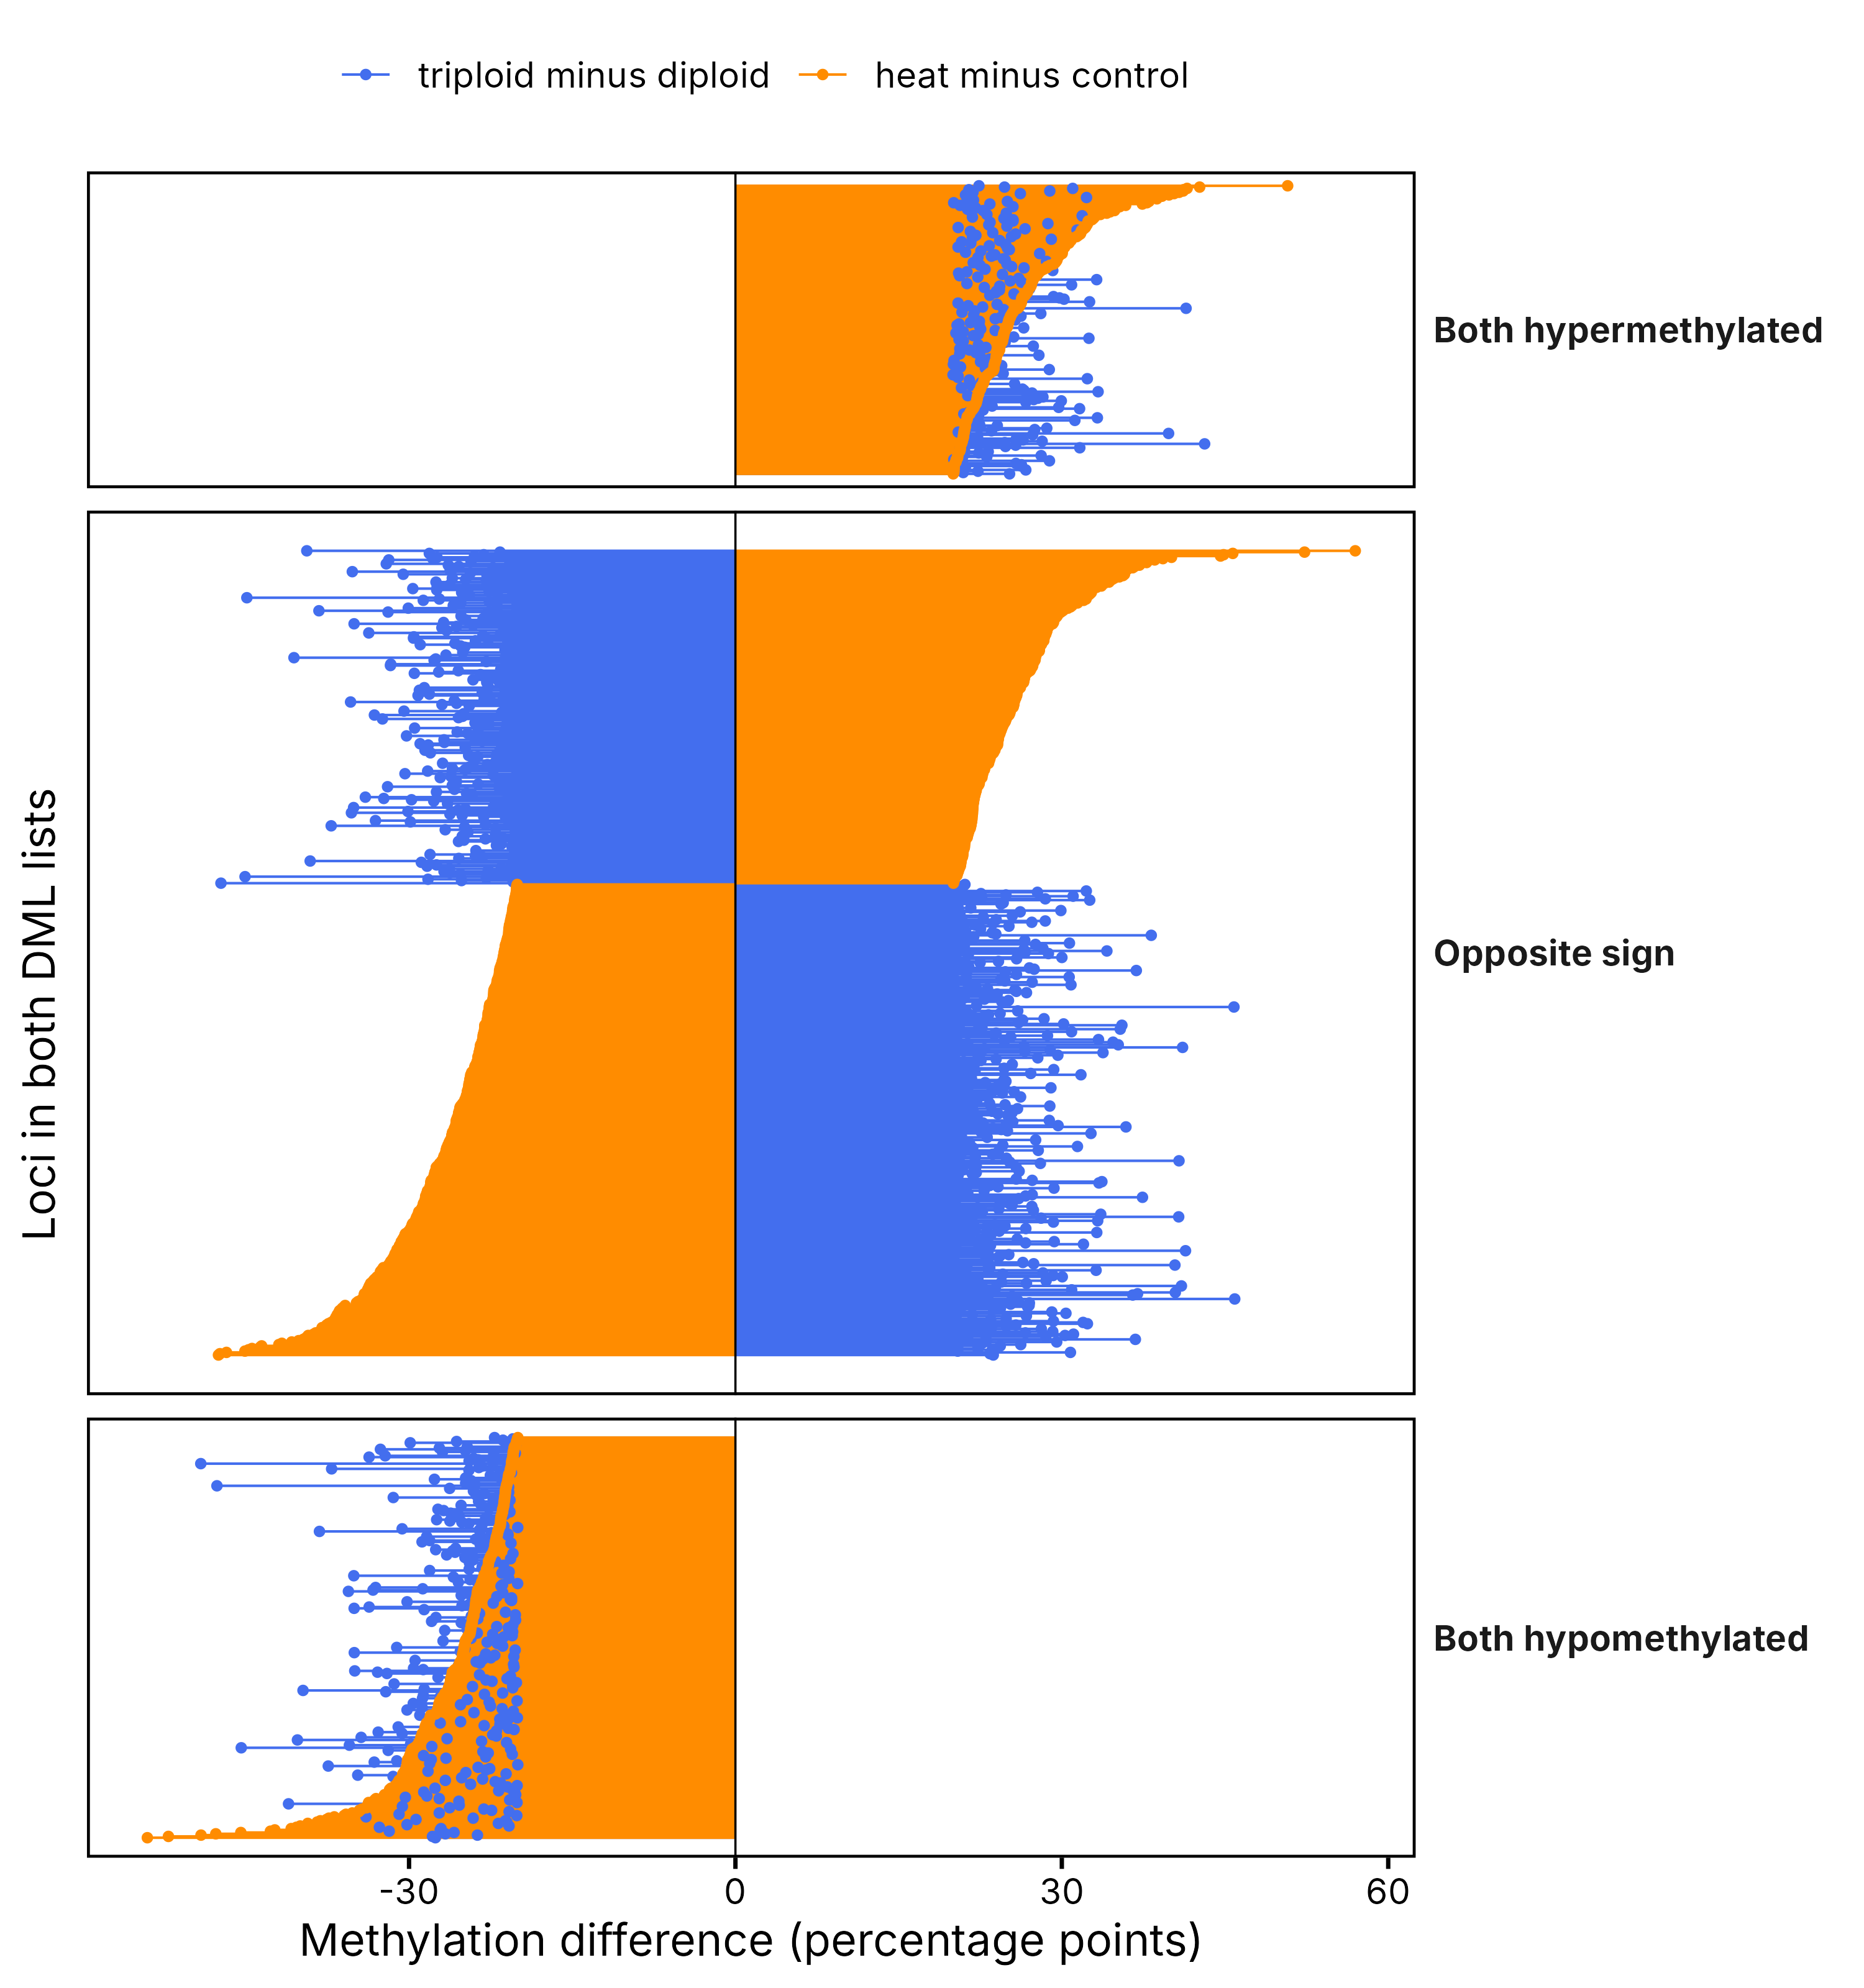 triploid minus diploid heat minus control
Both hypermethylated
Opposite sign
Both hypomethylated
Loci in both DML lists
-30 0 30 60
Methylation difference (percentage points)